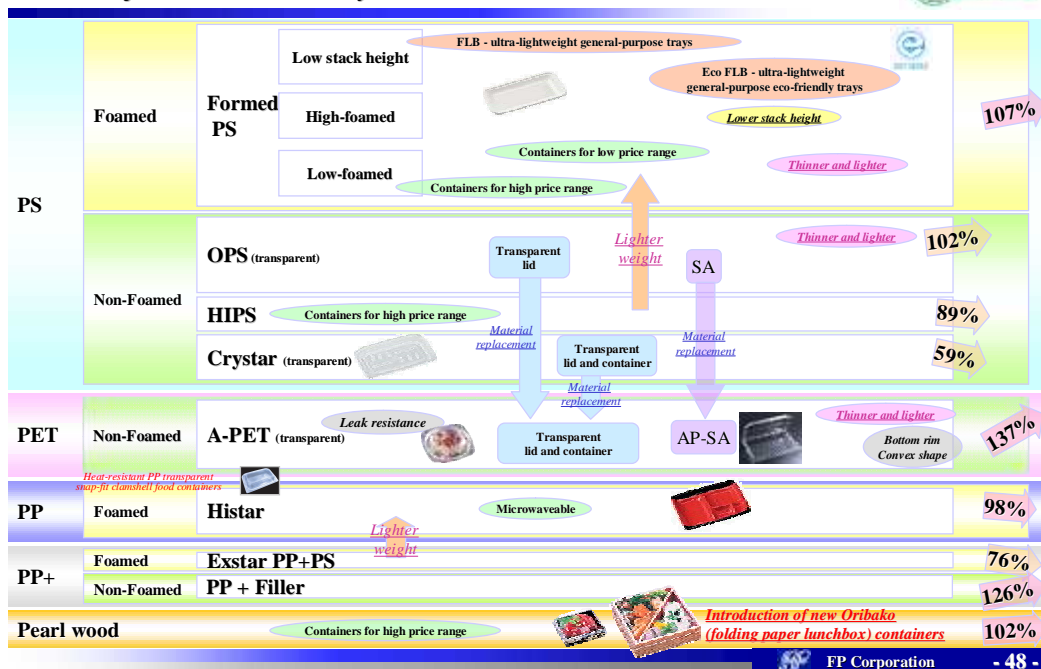 FLB - ultra-lightweight general-purpose trays
Low stack height
Eco FLB - ultra-lightweight
general-purpose eco-friendly trays
Foamed
Formed
PS
High-foamed
Lower stack height
107%
Containers for low price range
Thinner and lighter
Low-foamed
Containers for high price range
PS
OPS (transparent)
Transparent
lid
Lighter
weight
SA
Thinner and lighter
102%
Non-Foamed
HIPS
Containers for high price range
89%
Material
replacement
Material
replacement
Crystar (transparent)
Transparent
lid and container
59%
Material
replacement
PET
Non-Foamed
A-PET (transparent)
Leak resistance
Transparent
lid and container
AP-SA
Thinner and lighter
Bottom rim
Convex shape
137%
Heat-resistant PP transparent
snap-fit clamshell food containers
PP
Foamed
Histar
Microwaveable
98%
Lighter
weight
PP+
Foamed
Exstar PP+PS
76%
Non-Foamed
PP + Filler
126%
Pearl wood
Containers for high price range
Introduction of new Oribako
(folding paper lunchbox) containers
102%
FP Corporation
- 48 -